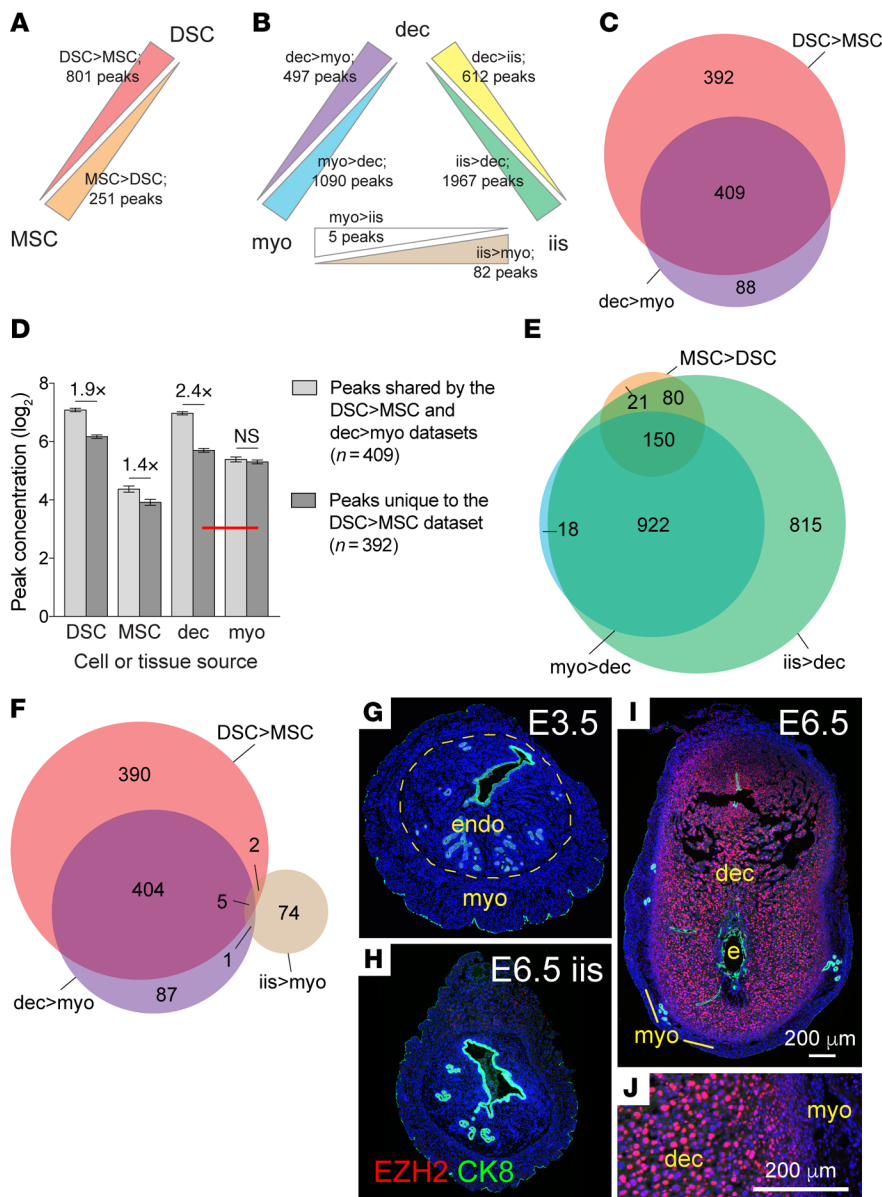 A
DSC
DSC>MSC;
801 peaks
MSC>DSC;
251 peaks
MSC
B
dec
dec>myo;
497 peaks
dec>iis;
612 peaks
myo>dec;
1090 peaks
iis>dec;
1967 peaks
myo>iis
5 peaks
myo
iis
iis>myo;
82 peaks
C
DSC>MSC
392
409
dec>myo
88
D
Peak concentration (log2)
8
6
4
2
0
1.9×
1.4×
2.4×
NS
DSC
MSC
dec
myo
Cell or tissue source
Peaks shared by the
DSC>MSC and
dec>myo datasets
(n = 409)
Peaks unique to the
DSC>MSC dataset
(n = 392)
E
MSC>DSC
21
80
150
18
922
815
myo>dec
iis>dec
F
DSC>MSC
390
2
404
5
74
1
iis>myo
dec>myo
87
G
E3.5
endo
myo
H
E6.5 iis
EZH2 CK8
I
E6.5
dec
e
myo
200 µm
J
myo
dec
200 µm